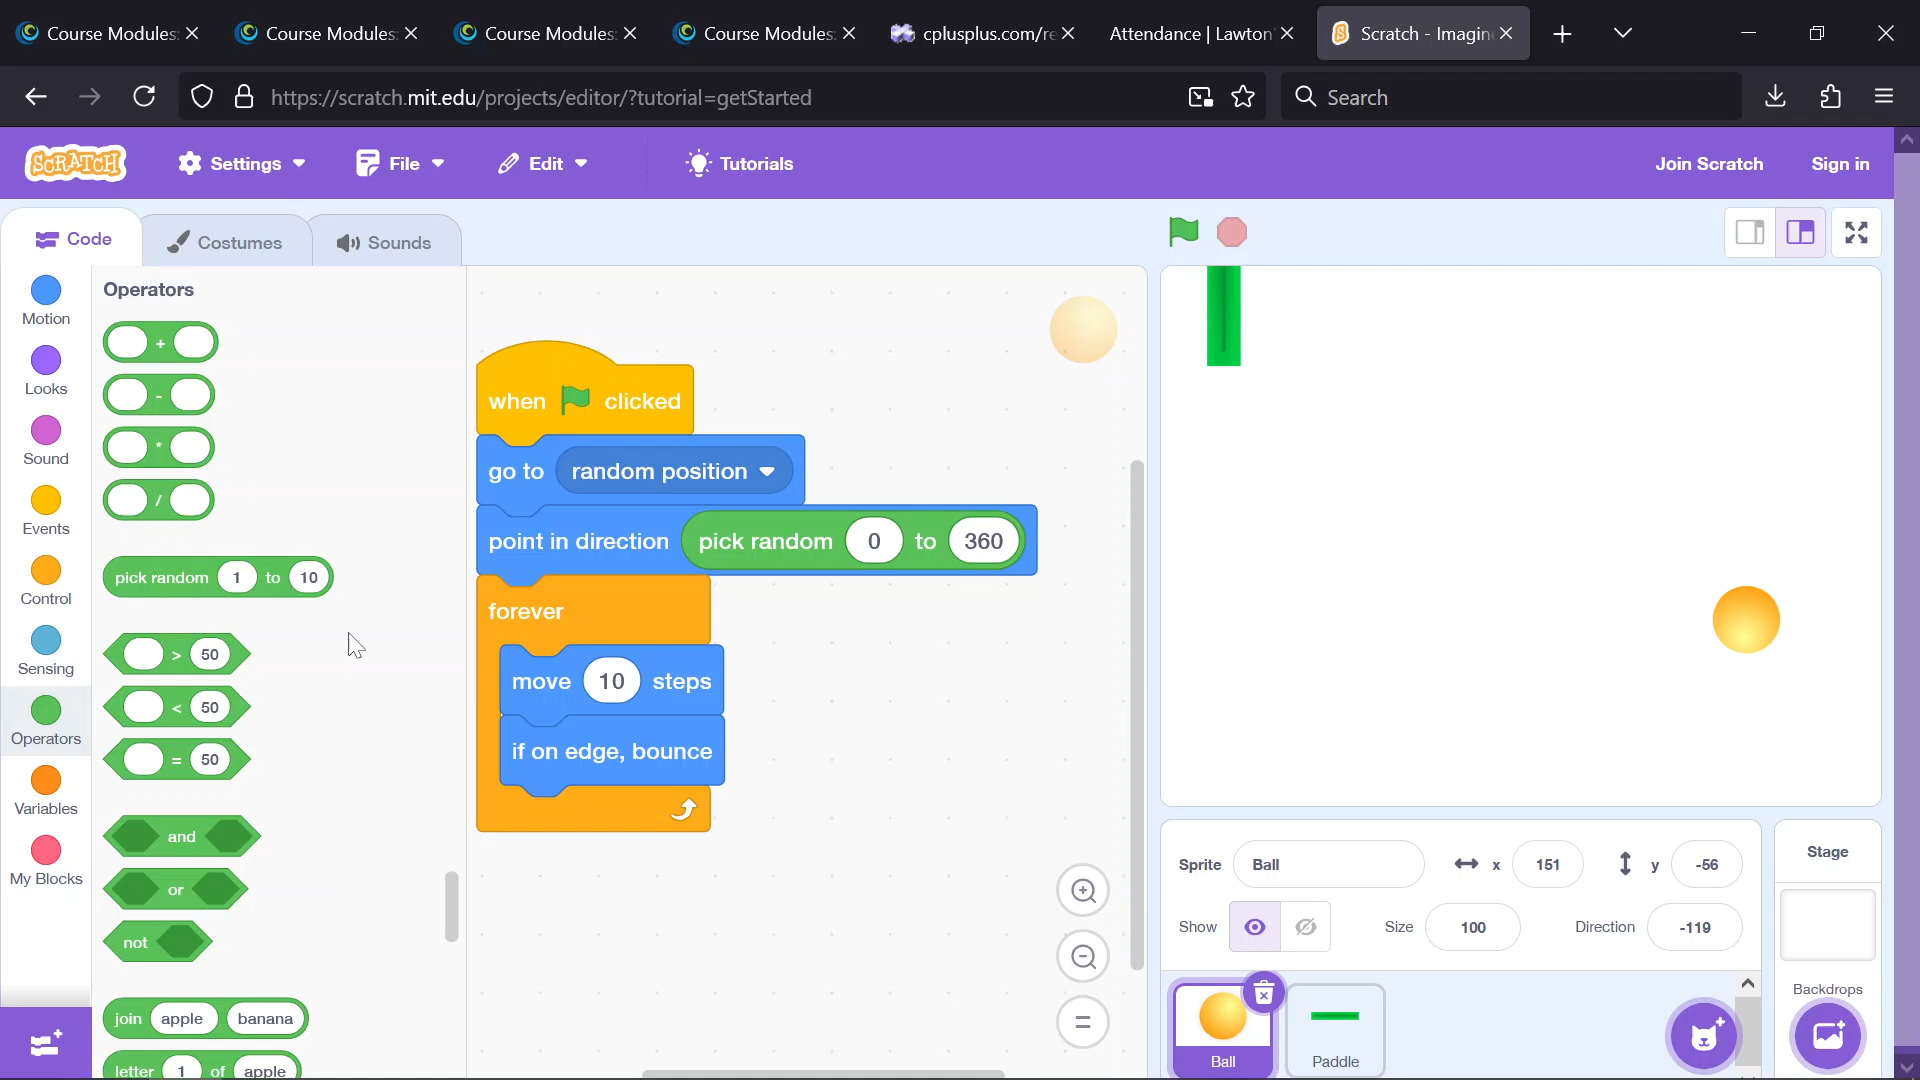 Course Modules:
Course Modules:
Course Modules:
Course Modules:
cplusplus.com/re
Attendance | Lawton
Scratch - Imagin
https://scratch.mit.edu/projects/editor/?tutorial=getStarted
Search
SCRATCH
Settings
File
Edit
Tutorials
Join Scratch
Sign in
Code
Costumes
Sounds
Motion
Looks
Sound
Events
Control
Sensing
Operators
Variables
My Blocks
Operators
+
-
*
/
pick random 1 to 10
> 50
< 50
= 50
and
or
not
join apple banana
letter 1 of apple
when clicked
go to random position
point in direction pick random 0 to 360
forever
move 10 steps
if on edge, bounce
Sprite Ball x 151 y -56
Show Size 100 Direction -119
Ball
Paddle
Stage
Backdrops